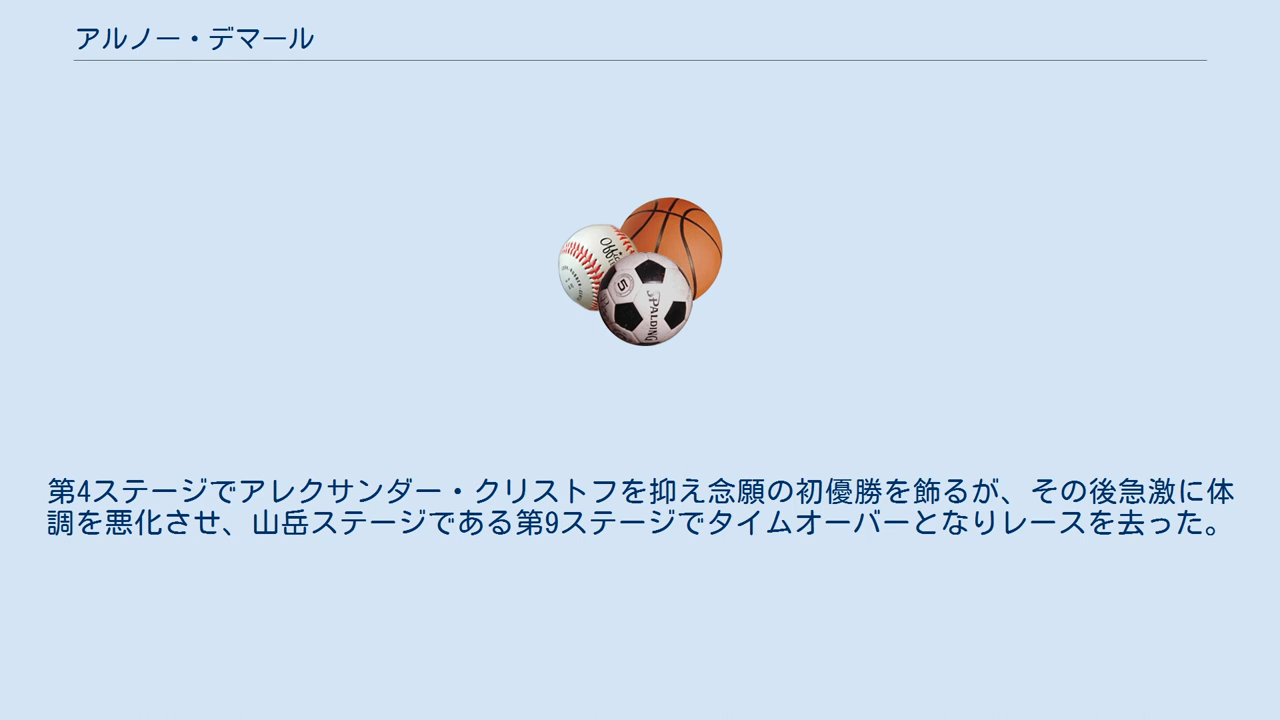 アルノー・デマール
Offici
5
SPALDING
第4ステージでアレクサンダー・クリストフを抑え念願の初優勝を飾るが、その後急激に体
調を悪化させ、山岳ステージである第9ステージでタイムオーバーとなりレースを去った。